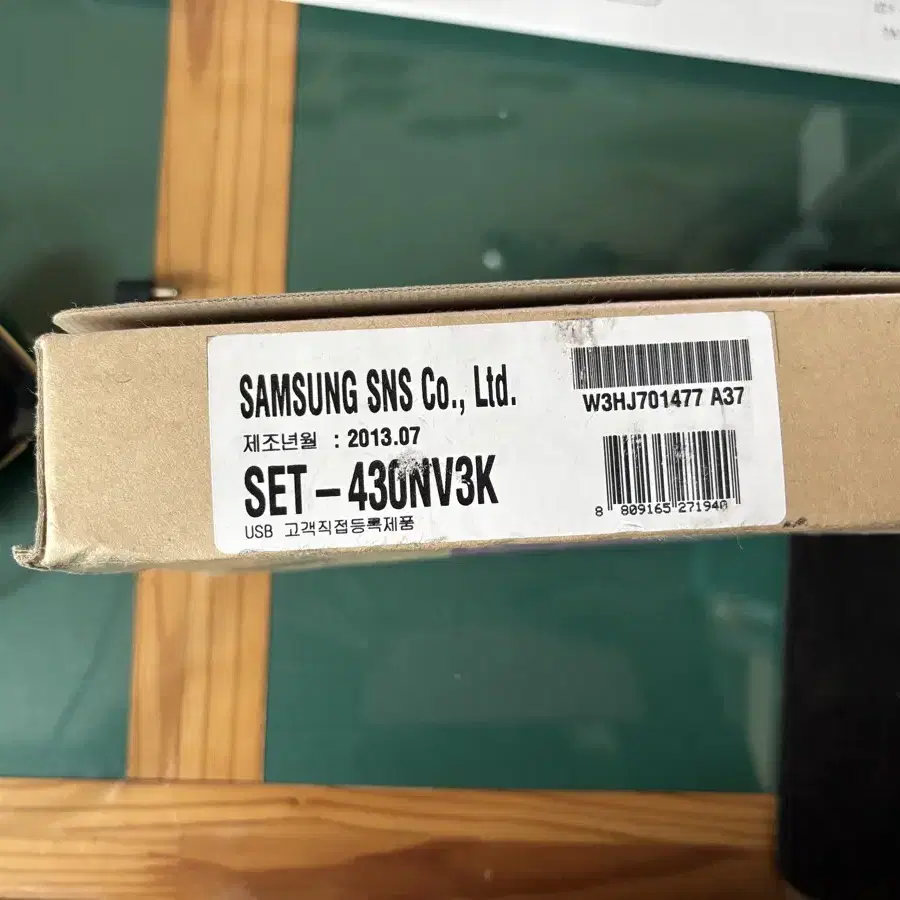 SAMSUNG SNS Co., Ltd.
제조년월 : 2013.07
SET-430NV3K
USB 고객직접등록제품
W3HJ701477 A37
8 809165 271940